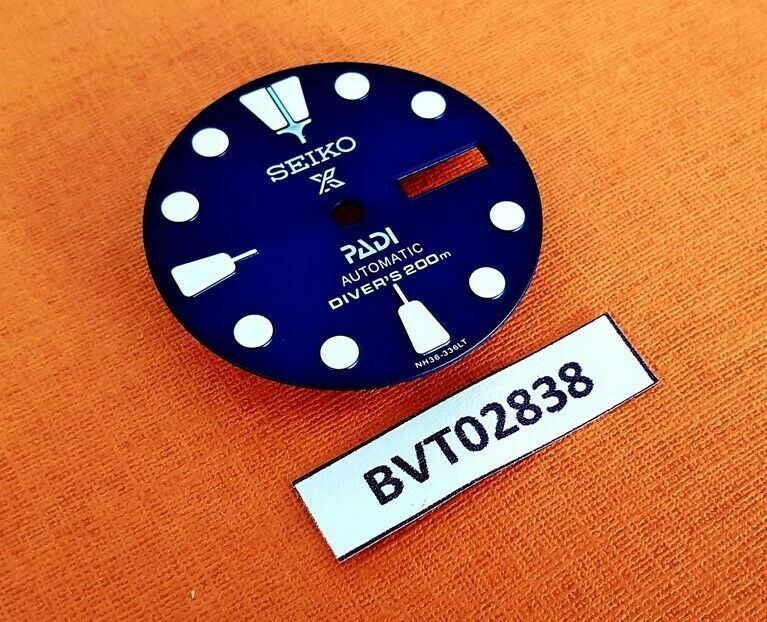 SEIKO
PADI
AUTOMATIC
DIVER'S 200m
NH36-336LT
BVT02838